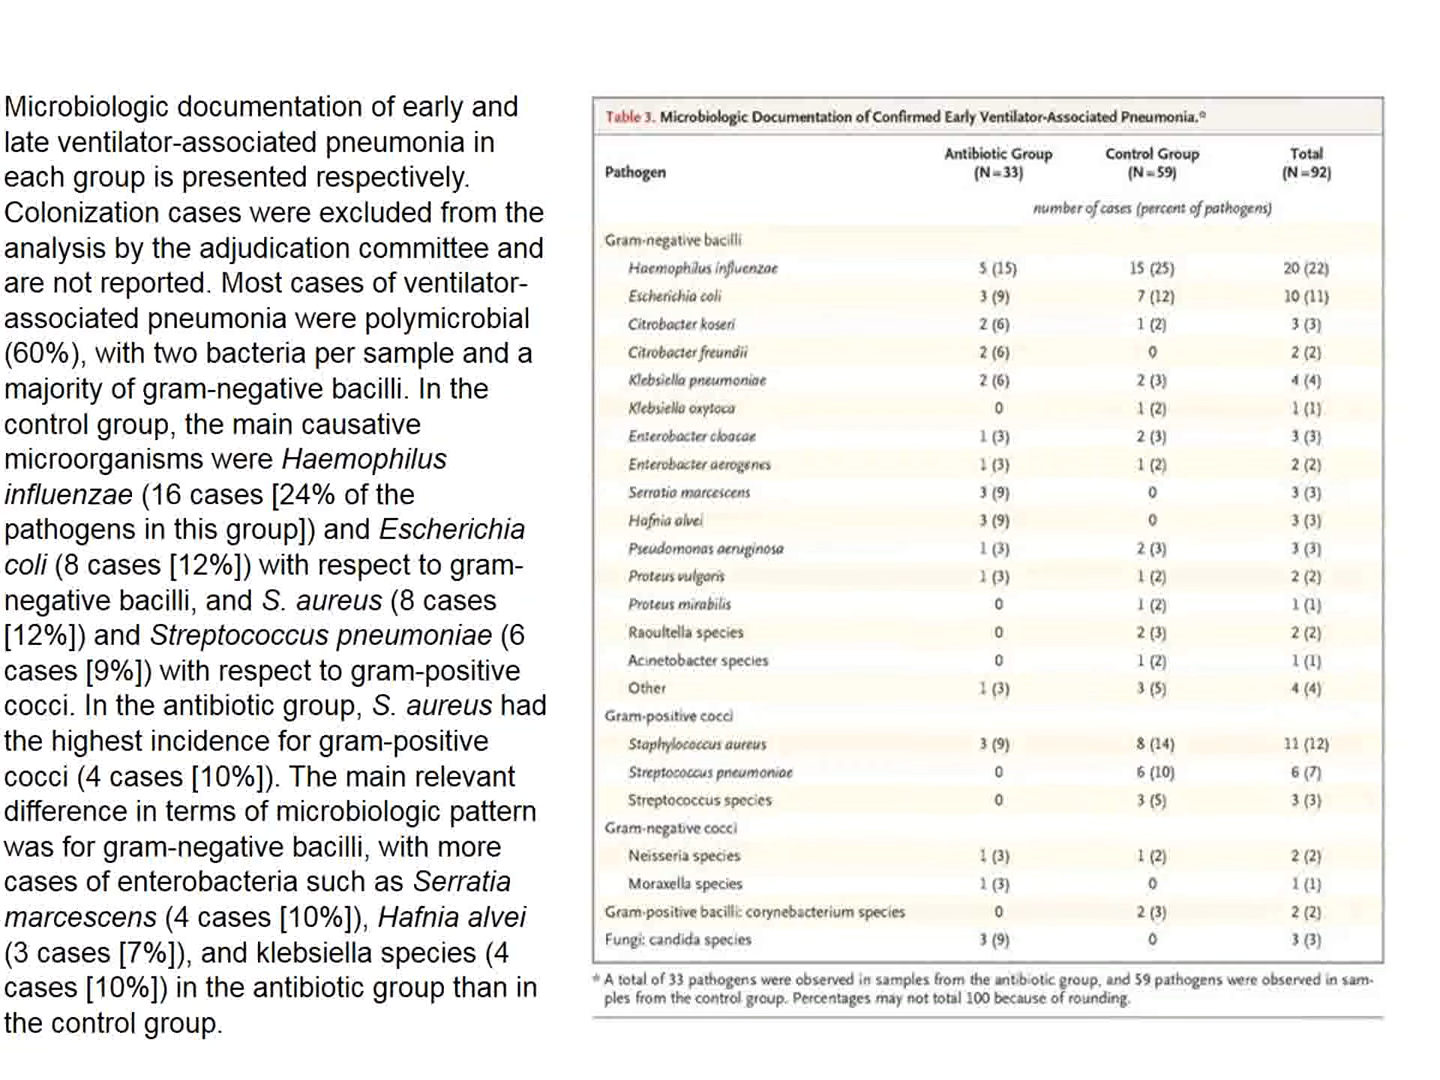 Microbiologic documentation of early and
late ventilator-associated pneumonia in
each group is presented respectively.
Colonization cases were excluded from the
analysis by the adjudication committee and
are not reported. Most cases of ventilator-
associated pneumonia were polymicrobial
(60%), with two bacteria per sample and a
majority of gram-negative bacilli. In the
control group, the main causative
microorganisms were Haemophilus
influenzae (16 cases [24% of the
pathogens in this group]) and Escherichia
coli (8 cases [12%]) with respect to gram-
negative bacilli, and S. aureus (8 cases
[12%]) and Streptococcus pneumoniae (6
cases [9%]) with respect to gram-positive
cocci. In the antibiotic group, S. aureus had
the highest incidence for gram-positive
cocci (4 cases [10%]). The main relevant
difference in terms of microbiologic pattern
was for gram-negative bacilli, with more
cases of enterobacteria such as Serratia
marcescens (4 cases [10%]), Hafnia alvei
(3 cases [7%]), and klebsiella species (4
cases [10%]) in the antibiotic group than in
the control group.
Table 3. Microbiologic Documentation of Confirmed Early Ventilator-Associated Pneumonia.*
Pathogen Antibiotic Group (N=33) Control Group (N=59) Total (N=92)
number of cases (percent of pathogens)
Gram-negative bacilli
Haemophilus influenzae 5 (15) 15 (25) 20 (22)
Escherichia coli 3 (9) 7 (12) 10 (11)
Citrobacter koseri 2 (6) 1 (2) 3 (3)
Citrobacter freundii 2 (6) 0 2 (2)
Klebsiella pneumoniae 2 (6) 2 (3) 4 (4)
Klebsiella oxytoca 0 1 (2) 1 (1)
Enterobacter cloacae 1 (3) 2 (3) 3 (3)
Enterobacter aerogenes 1 (3) 1 (2) 2 (2)
Serratia marcescens 3 (9) 0 3 (3)
Hafnia alvei 3 (9) 0 3 (3)
Pseudomonas aeruginosa 1 (3) 2 (3) 3 (3)
Proteus vulgaris 1 (3) 1 (2) 2 (2)
Proteus mirabilis 0 1 (2) 1 (1)
Raoultella species 0 2 (3) 2 (2)
Acinetobacter species 0 1 (2) 1 (1)
Other 1 (3) 3 (5) 4 (4)
Gram-positive cocci
Staphylococcus aureus 3 (9) 8 (14) 11 (12)
Streptococcus pneumoniae 0 6 (10) 6 (7)
Streptococcus species 0 3 (5) 3 (3)
Gram-negative cocci
Neisseria species 1 (3) 1 (2) 2 (2)
Moraxella species 1 (3) 0 1 (1)
Gram-positive bacilli: corynebacterium species 0 2 (3) 2 (2)
Fungi: candida species 3 (9) 0 3 (3)
* A total of 33 pathogens were observed in samples from the antibiotic group, and 59 pathogens were observed in sam-
ples from the control group. Percentages may not total 100 because of rounding.